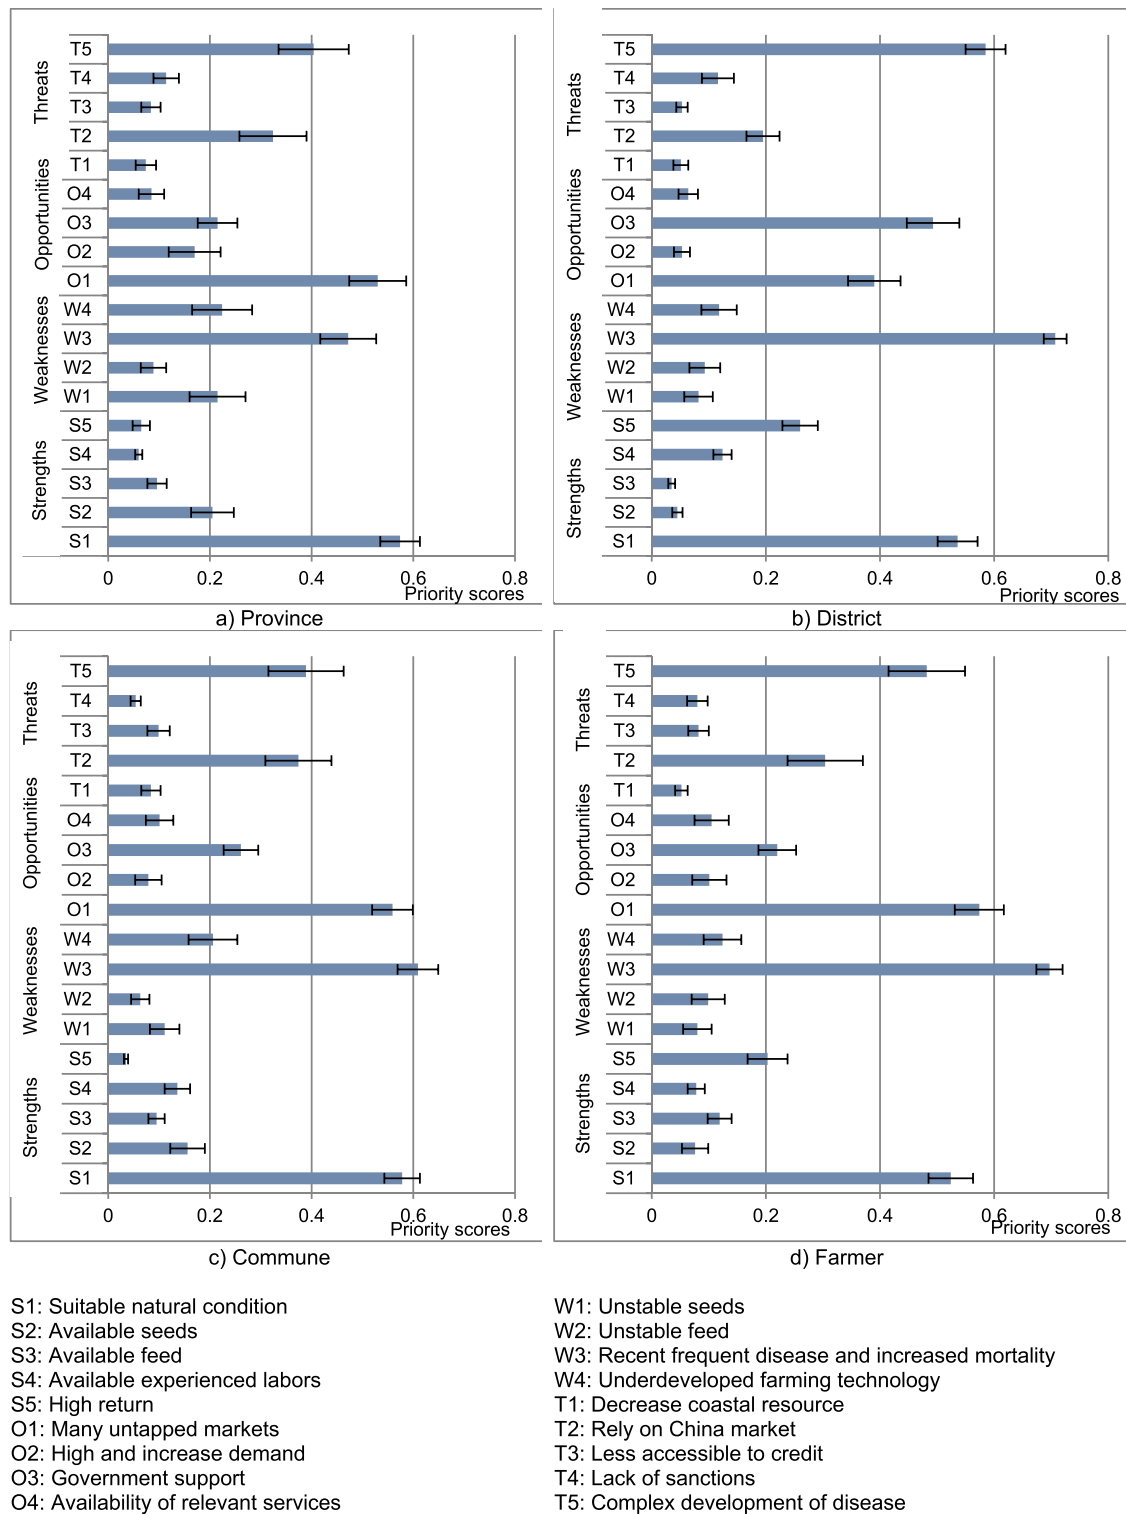 T5
T4
T3
T2
T1
O4
O3
O2
O1
W4
W3
W2
W1
S5
S4
S3
S2
S1
Threats
Opportunities
Weaknesses
Strengths
0 0.2 0.4 0.6 0.8
Priority scores
a) Province
T5
T4
T3
T2
T1
O4
O3
O2
O1
W4
W3
W2
W1
S5
S4
S3
S2
S1
Threats
Opportunities
Weaknesses
Strengths
0 0.2 0.4 0.6 0.8
Priority scores
b) District
T5
T4
T3
T2
T1
O4
O3
O2
O1
W4
W3
W2
W1
S5
S4
S3
S2
S1
Threats
Opportunities
Weaknesses
Strengths
0 0.2 0.4 0.6 0.8
Priority scores
c) Commune
T5
T4
T3
T2
T1
O4
O3
O2
O1
W4
W3
W2
W1
S5
S4
S3
S2
S1
Threats
Opportunities
Weaknesses
Strengths
0 0.2 0.4 0.6 0.8
Priority scores
d) Farmer
S1: Suitable natural condition
S2: Available seeds
S3: Available feed
S4: Available experienced labors
S5: High return
O1: Many untapped markets
O2: High and increase demand
O3: Government support
O4: Availability of relevant services
W1: Unstable seeds
W2: Unstable feed
W3: Recent frequent disease and increased mortality
W4: Underdeveloped farming technology
T1: Decrease coastal resource
T2: Rely on China market
T3: Less accessible to credit
T4: Lack of sanctions
T5: Complex development of disease